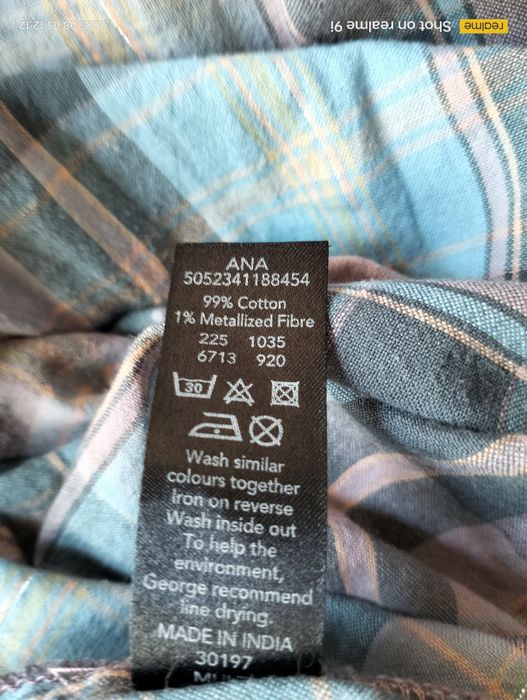 ANA
5052341188454
99% Cotton
1% Metallized Fibre
225 1035
6713 920
30
Wash similar
colours together
Iron on reverse
Wash inside out
To help the
environment,
George recommend
line drying.
MADE IN INDIA
30197
realme Shot on realme 9i